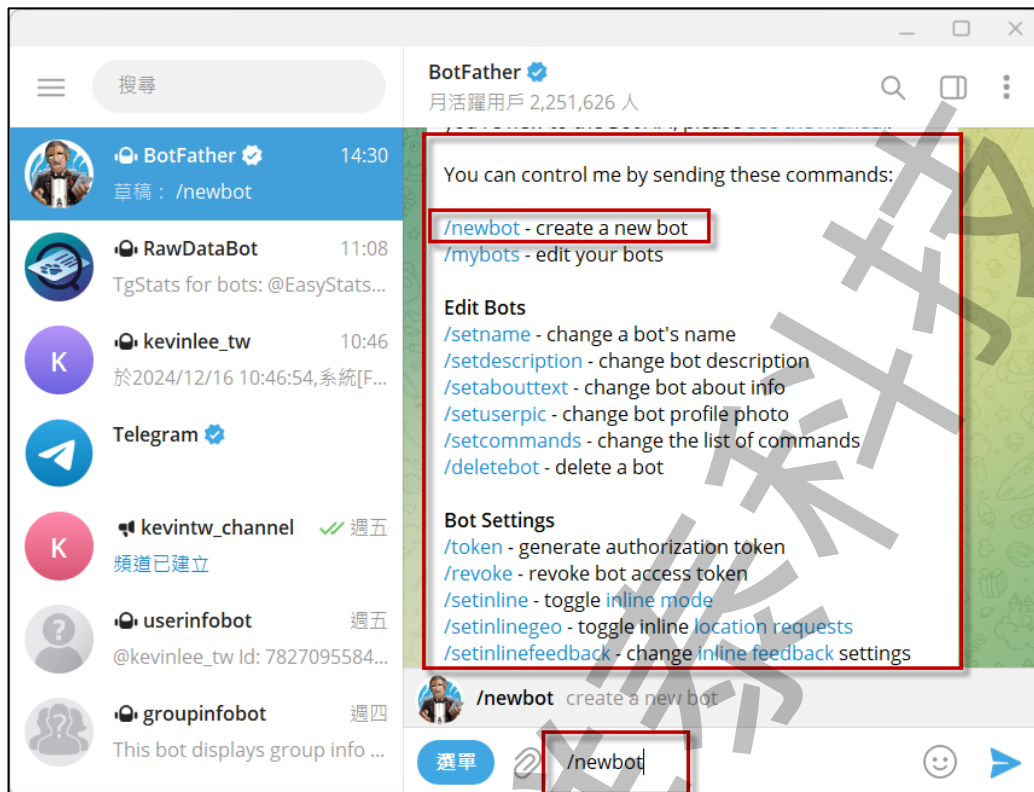 搜尋
BotFather
14:30
草稿： /newbot
RawDataBot
11:08
TgStats for bots: @EasyStats...
K
kevinlee_tw
10:46
於2024/12/16 10:46:54,系統[F...
Telegram
K
kevintw_channel
週五
頻道已建立
userinfobot
週五
@kevinlee_tw Id: 7827095584...
groupinfobot
週四
This bot displays group info ...
BotFather
月活躍用戶 2,251,626 人
You can control me by sending these commands:
/newbot - create a new bot
/mybots - edit your bots
Edit Bots
/setname - change a bot's name
/setdescription - change bot description
/setabouttext - change bot about info
/setuserpic - change bot profile photo
/setcommands - change the list of commands
/deletebot - delete a bot
Bot Settings
/token - generate authorization token
/revoke - revoke bot access token
/setinline - toggle inline mode
/setinlinegeo - toggle inline location requests
/setinlinefeedback - change inline feedback settings
/newbot create a new bot
選單
/newbot
泰科技